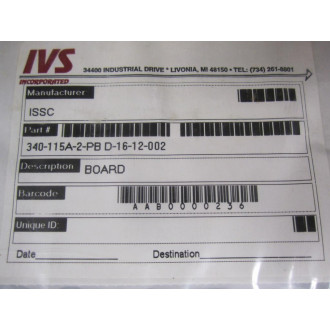 IVS
INCORPORATED
34400 INDUSTRIAL DRIVE * LIVONIA, MI 48150 • TEL: (734) 261-8001
Manufacturer
ISSC
Part #
340-115A-2-PB D-16-12-002
Description: BOARD
Barcode
AAB0000236
Unique ID:
Date Destination